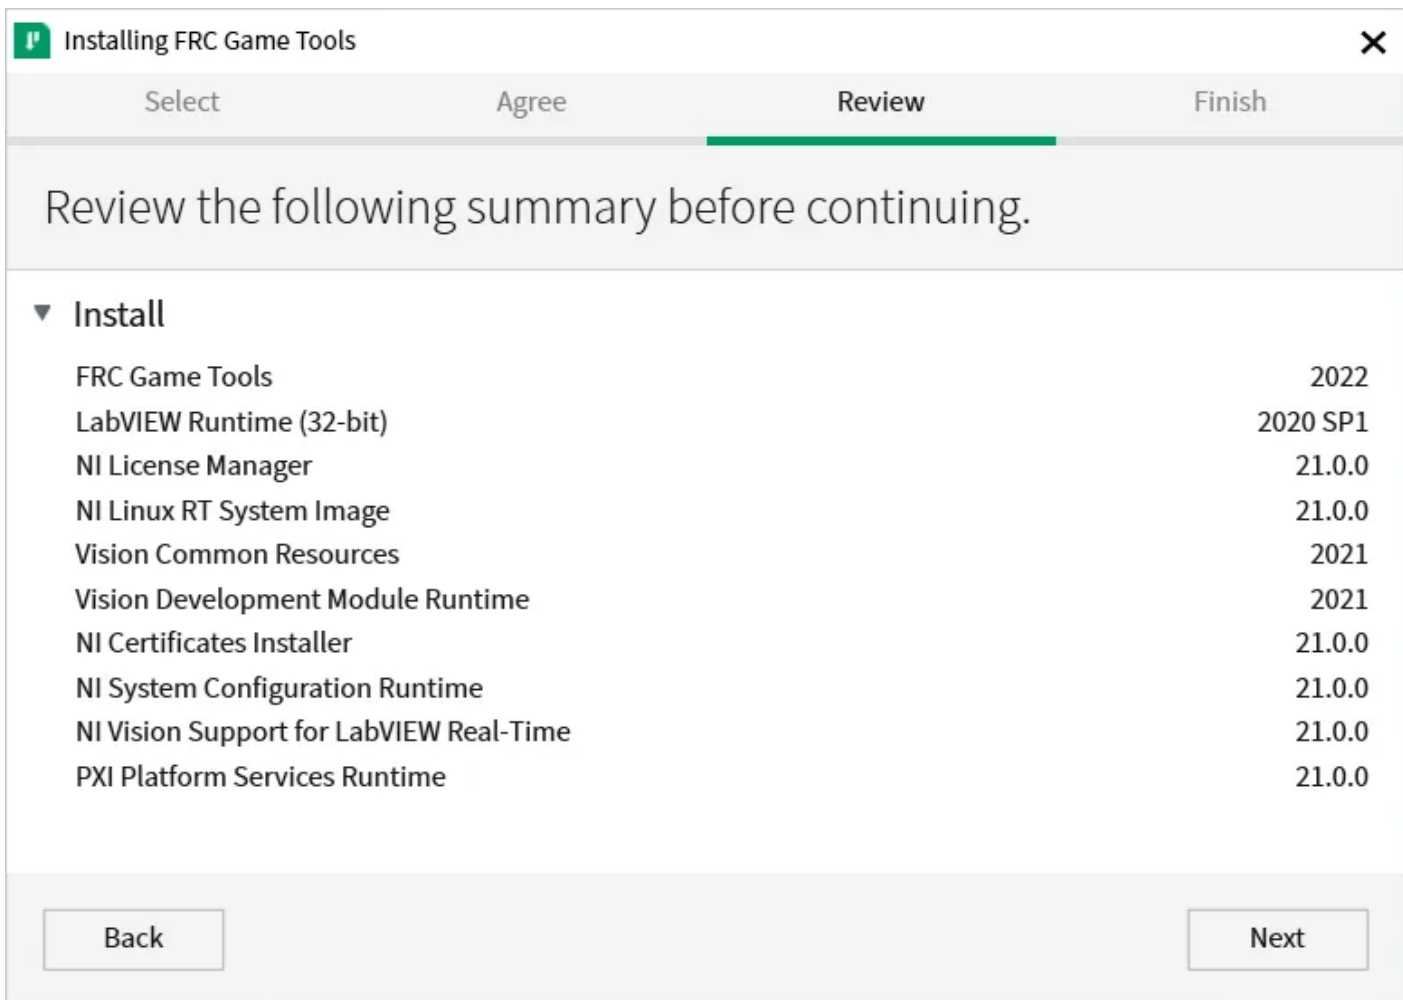 Installing FRC Game Tools
Select Agree Review Finish
Review the following summary before continuing.
Install
FRC Game Tools 2022
LabVIEW Runtime (32-bit) 2020 SP1
NI License Manager 21.0.0
NI Linux RT System Image 21.0.0
Vision Common Resources 2021
Vision Development Module Runtime 2021
NI Certificates Installer 21.0.0
NI System Configuration Runtime 21.0.0
NI Vision Support for LabVIEW Real-Time 21.0.0
PXI Platform Services Runtime 21.0.0
Back Next